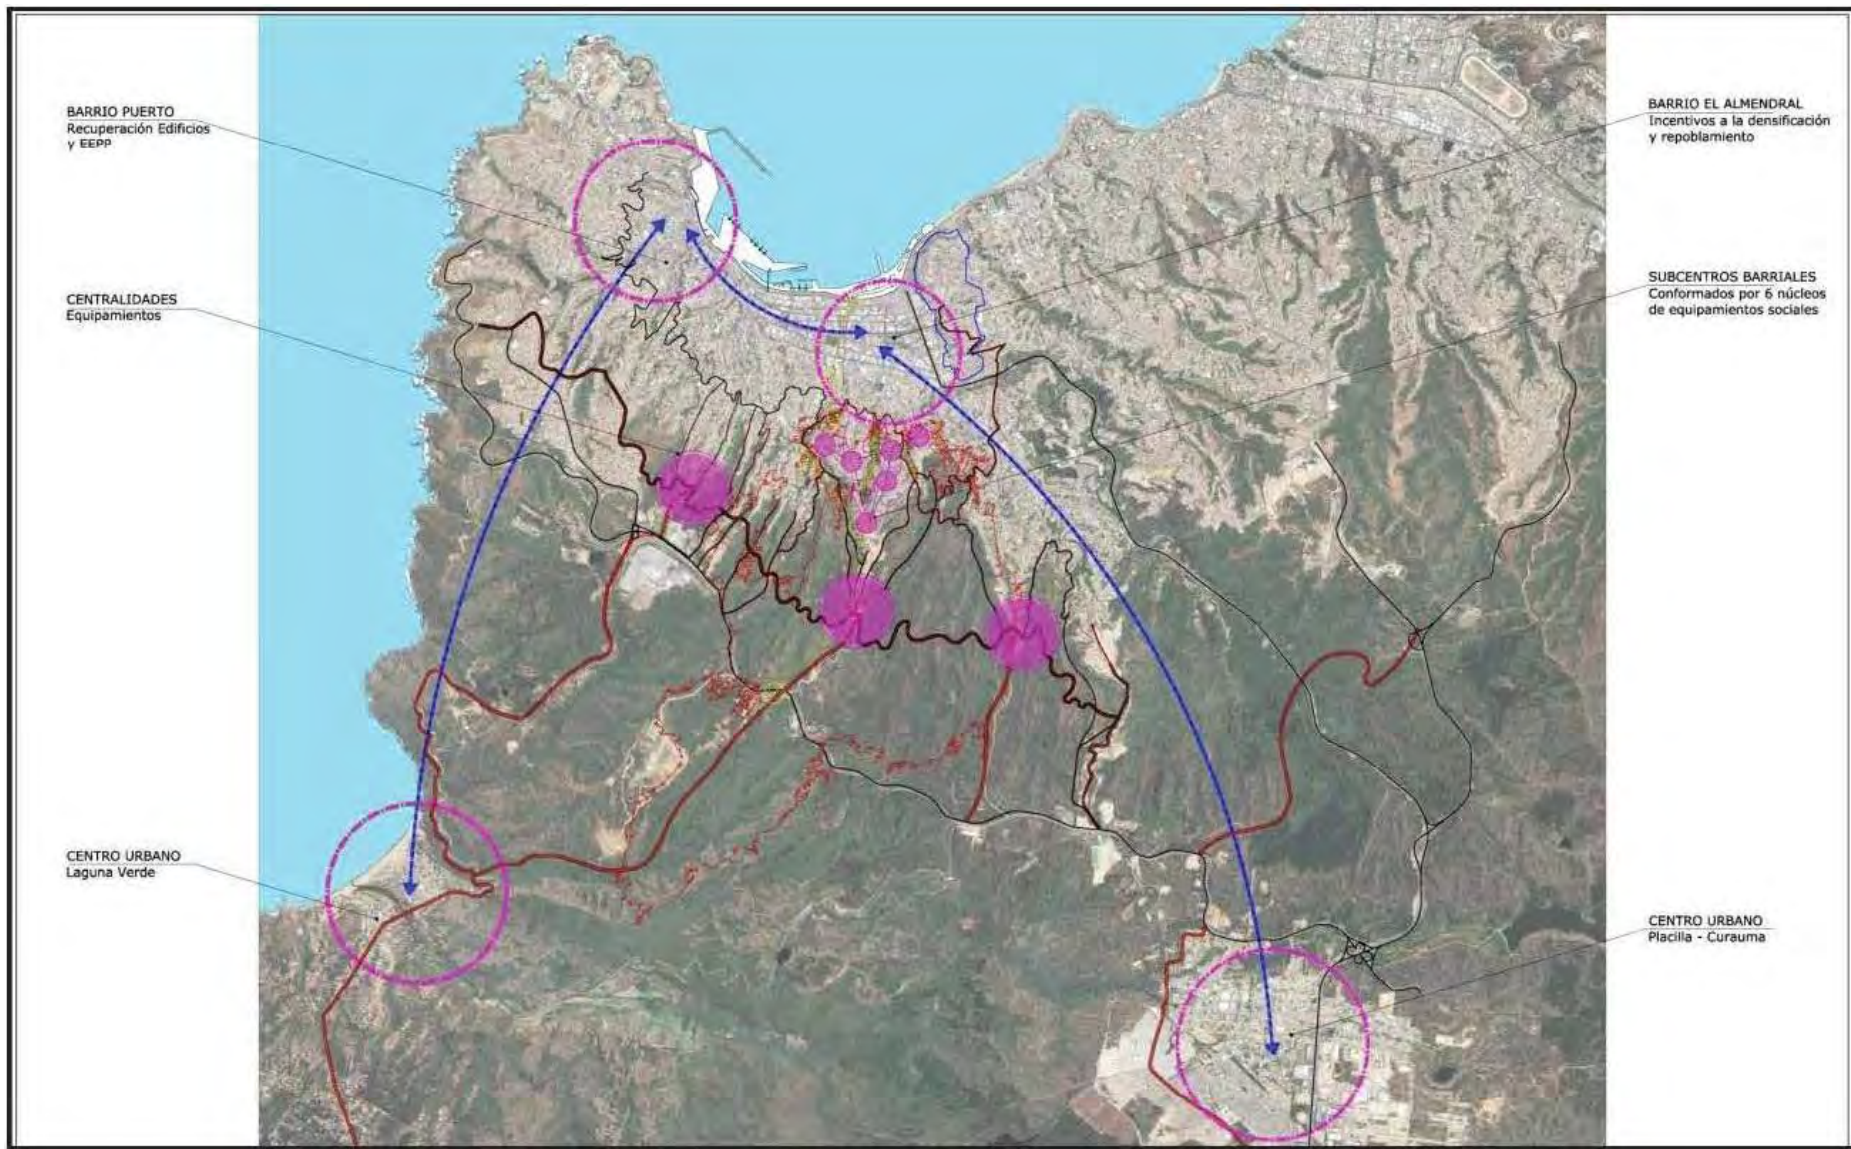 BARRIO PUERTO
Recuperación Edificios
y EEPP
CENTRALIDADES
Equipamientos
CENTRO URBANO
Laguna Verde
BARRIO EL ALMENDRAL
Incentivos a la densificación
y repoblamiento
SUBCENTROS BARRIALES
Conformados por 6 núcleos
de equipamientos sociales
CENTRO URBANO
Placilla - Curauma